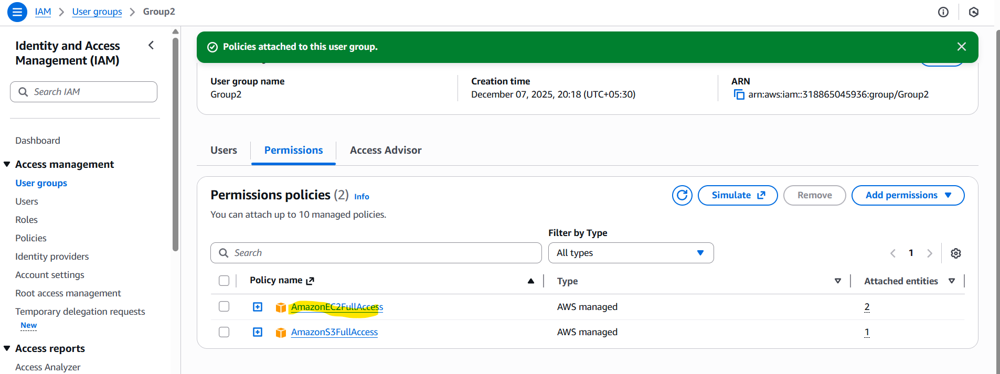 IAM > User groups > Group2
Identity and Access
Management (IAM)
Search IAM
Dashboard
Access management
User groups
Users
Roles
Policies
Identity providers
Account settings
Root access management
Temporary delegation requests
New
Access reports
Access Analyzer
Policies attached to this user group.
User group name
Group2
Creation time
December 07, 2025, 20:18 (UTC+05:30)
ARN
arn:aws:iam::318865045936:group/Group2
Users Permissions Access Advisor
Permissions policies (2) Info
You can attach up to 10 managed policies.
Simulate Remove Add permissions
Filter by Type
Search All types 1
Policy name Type Attached entities
AmazonEC2FullAccess AWS managed 2
AmazonS3FullAccess AWS managed 1